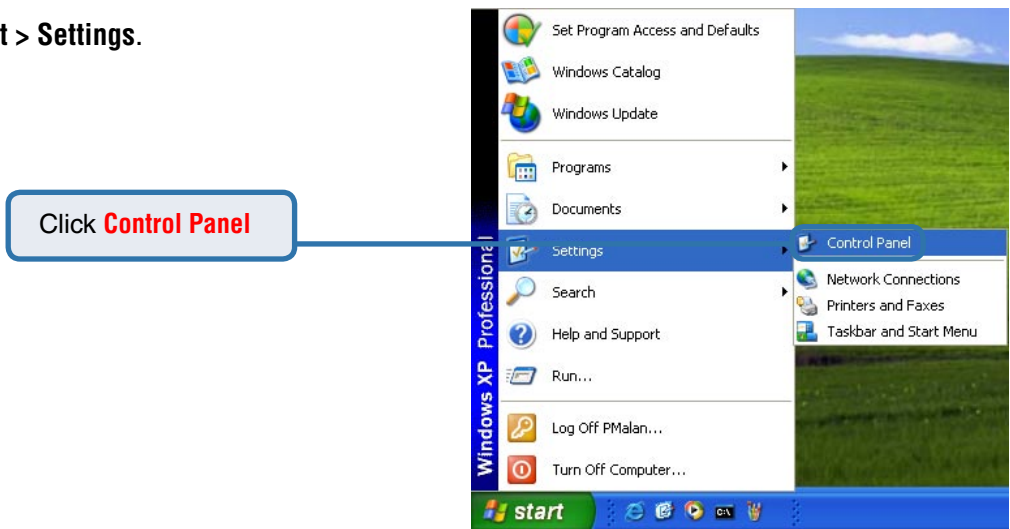 t > Settings.
Click Control Panel
Set Program Access and Defaults
Windows Catalog
Windows Update
Programs
Documents
Settings
Search
Help and Support
Run...
Log Off PMalan...
Turn Off Computer...
Control Panel
Network Connections
Printers and Faxes
Taskbar and Start Menu
Windows XP Professional
start